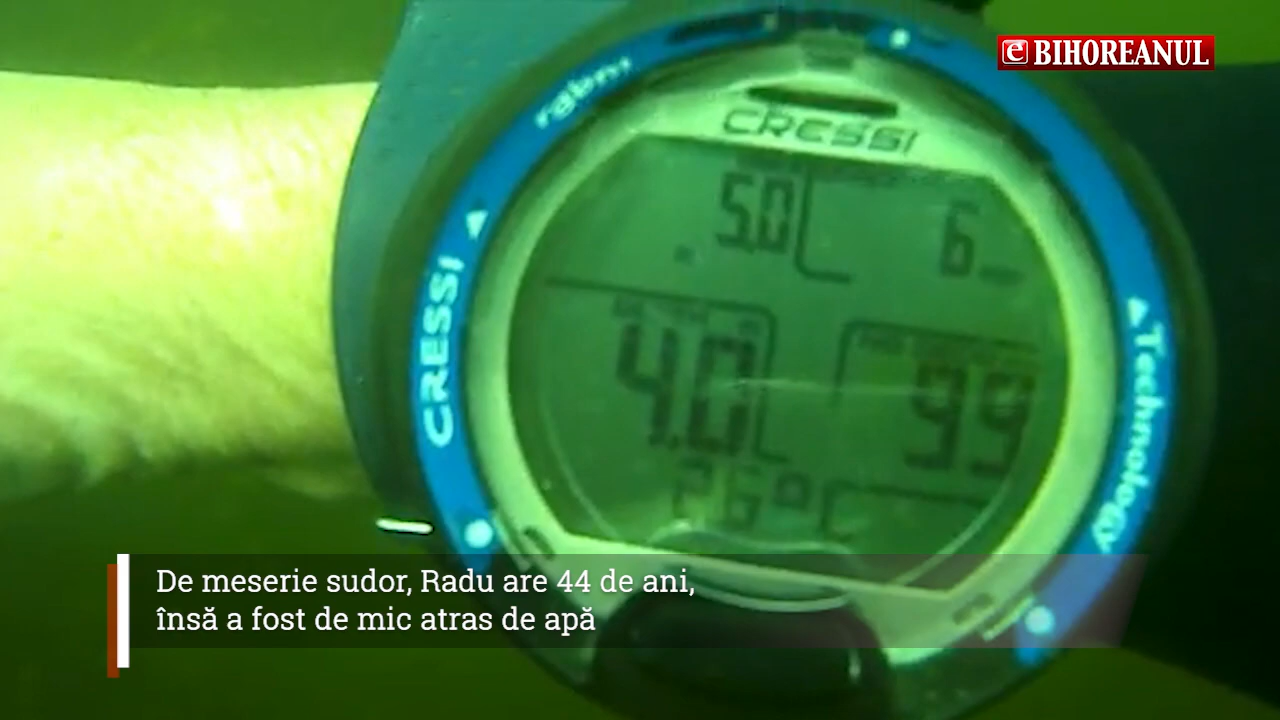 BIHOREANUL
CRESSI
5.0 6
4.0 99
26°C
CRESSI
Technology
De meserie sudor, Radu are 44 de ani,
însă a fost de mic atras de apă